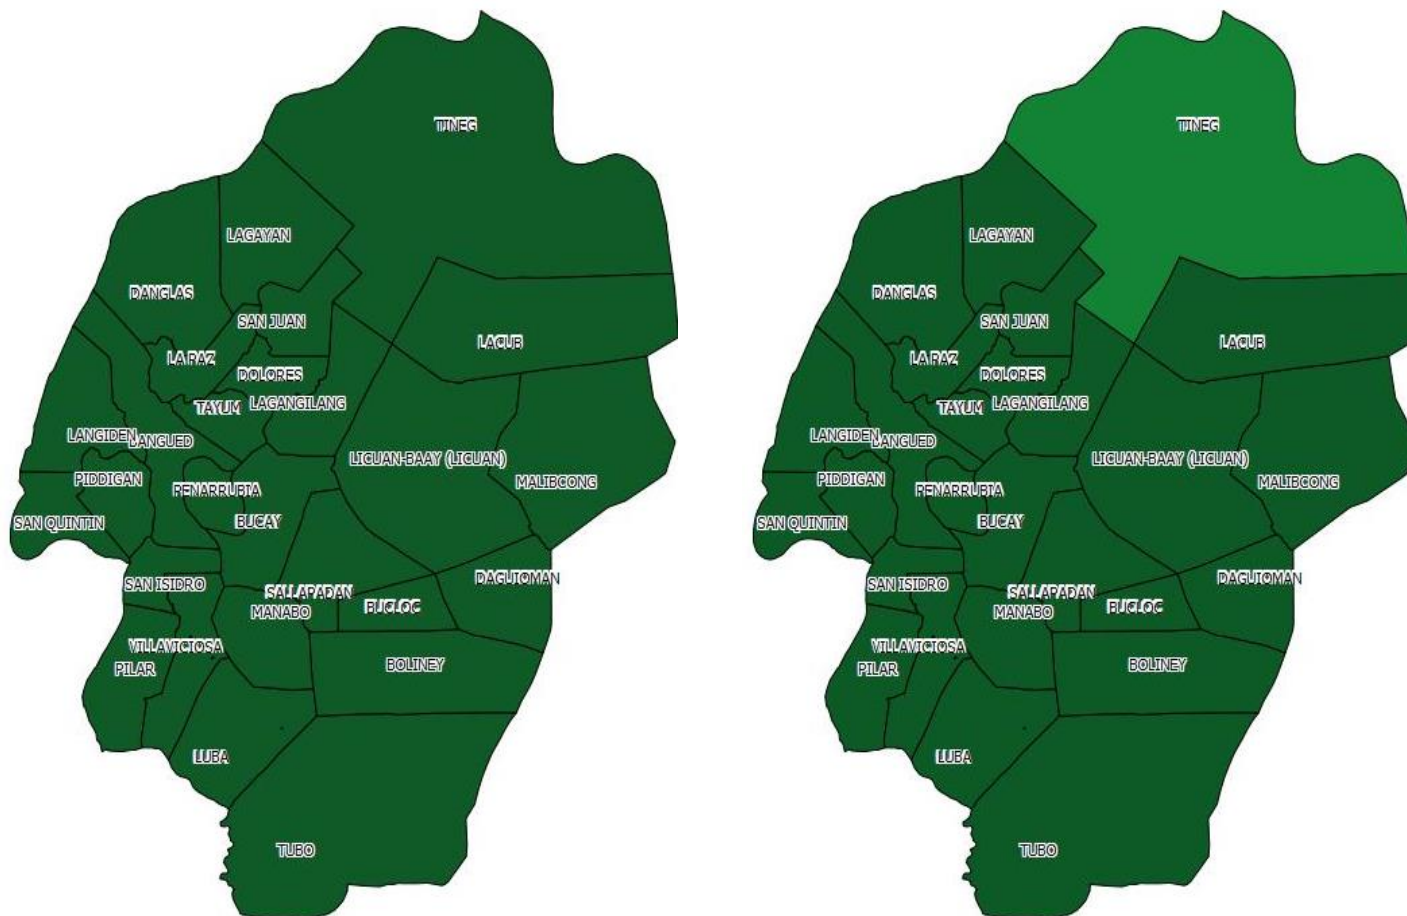 TINEG
LAGAYAN
DANGLAS
SAN JUAN
LACUB
LA PAZ
DOLORES
TAYUM
LAGANGILANG
LANGIDEN
BANGUED
LICUAN-BAAY (LICUAN)
PIDDIGAN
PENARRUBIA
MALIBCONG
SAN QUINTIN
BUCAY
SAN ISIDRO
SALLAPADAN
DAGUIOMAN
MANABO
BUCLOC
VILLAVICIOSA
PILAR
BOLINEY
LUBA
TUBO
TINEG
LAGAYAN
DANGLAS
SAN JUAN
LACUB
LA PAZ
DOLORES
TAYUM
LAGANGILANG
LANGIDEN
BANGUED
LICUAN-BAAY (LICUAN)
PIDDIGAN
PENARRUBIA
MALIBCONG
SAN QUINTIN
BUCAY
SAN ISIDRO
SALLAPADAN
DAGUIOMAN
MANABO
BUCLOC
VILLAVICIOSA
PILAR
BOLINEY
LUBA
TUBO